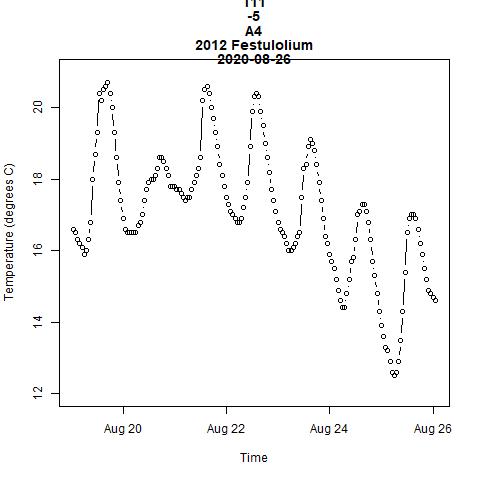 111
-5
A4
2012 Festulolium
2020-08-26
Temperature (degrees C)
20
18
16
14
12
Aug 20
Aug 22
Aug 24
Aug 26
Time